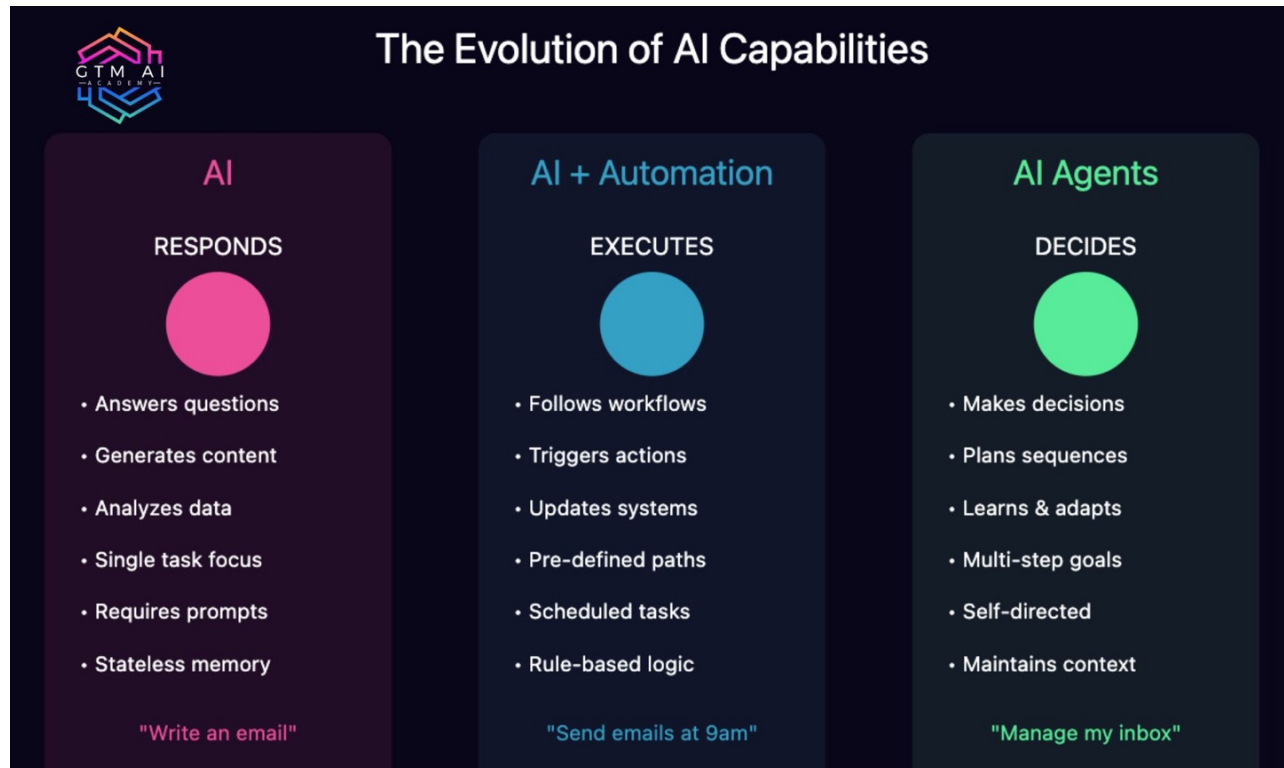 GTM AI
ACADEMY
The Evolution of AI Capabilities
AI
RESPONDS
• Answers questions
• Generates content
• Analyzes data
• Single task focus
• Requires prompts
• Stateless memory
"Write an email"
AI + Automation
EXECUTES
• Follows workflows
• Triggers actions
• Updates systems
• Pre-defined paths
• Scheduled tasks
• Rule-based logic
"Send emails at 9am"
AI Agents
DECIDES
• Makes decisions
• Plans sequences
• Learns & adapts
• Multi-step goals
• Self-directed
• Maintains context
"Manage my inbox"